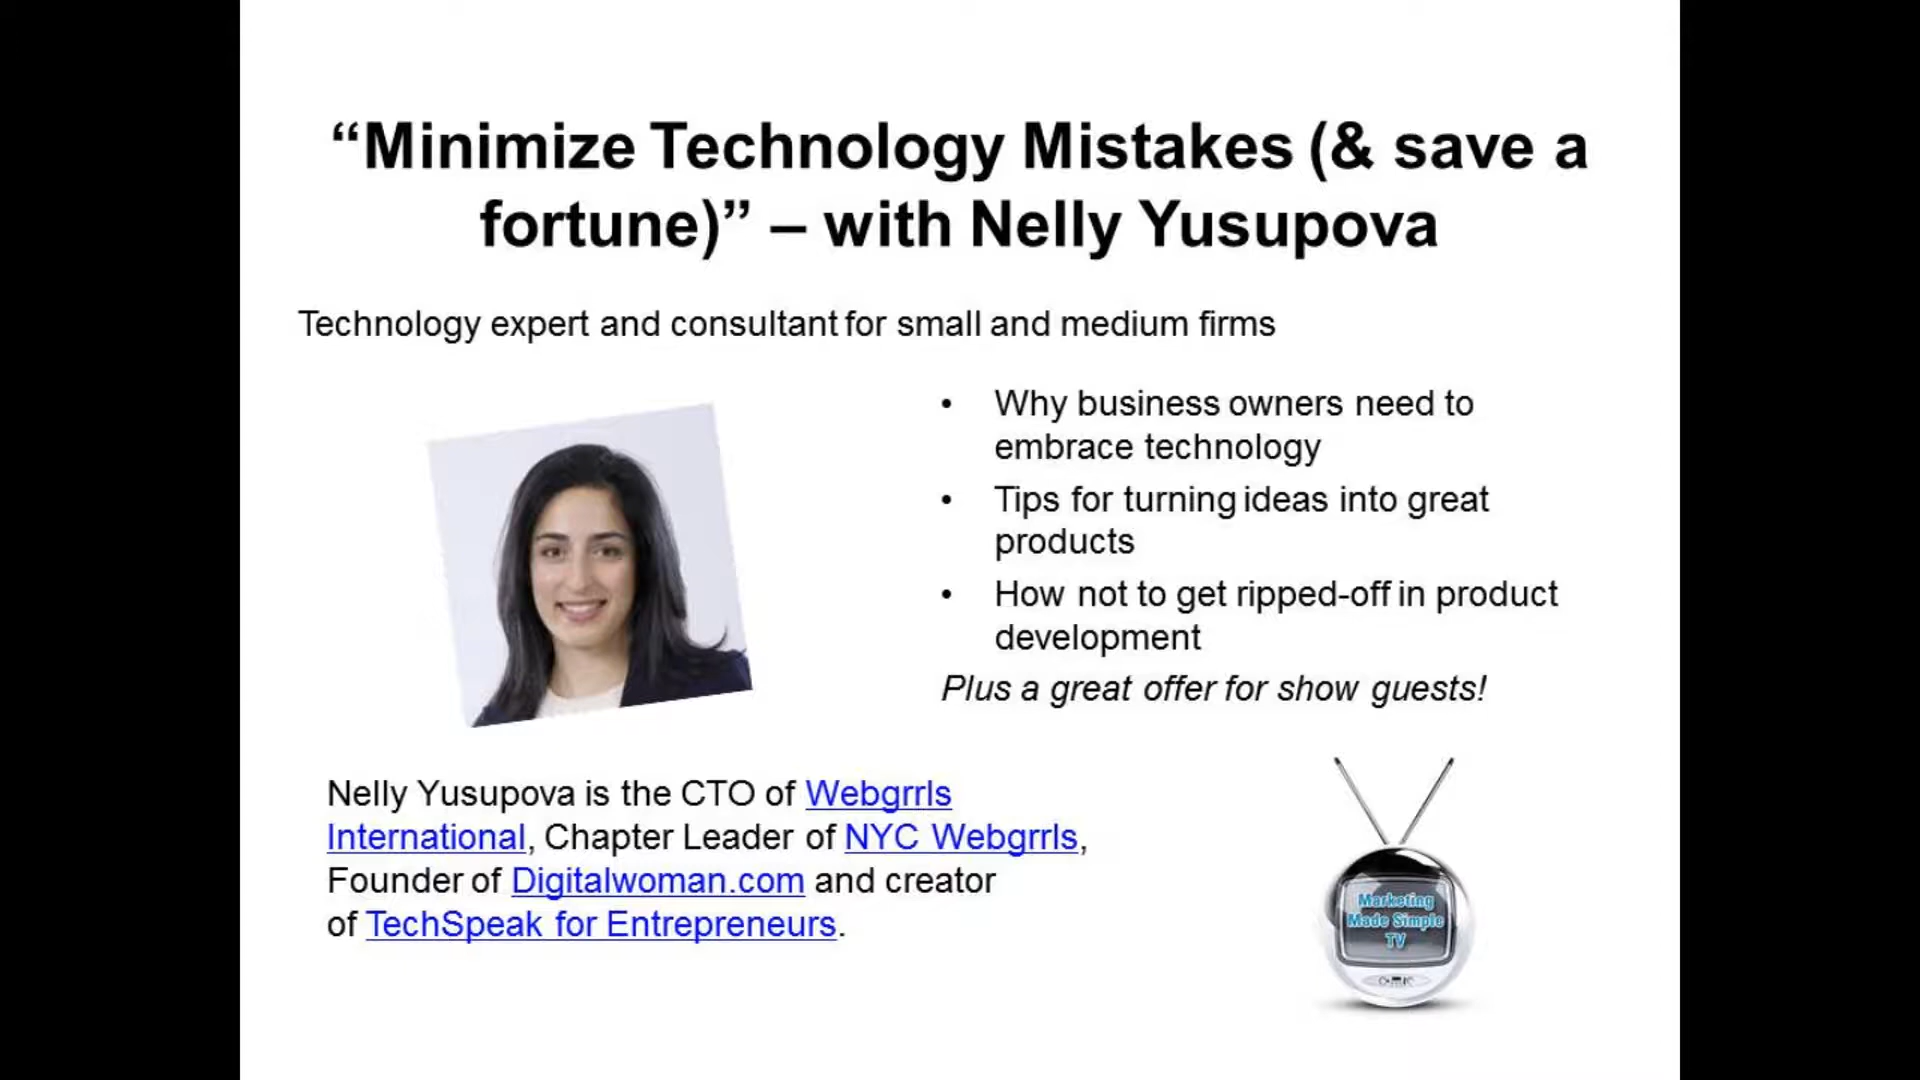 “Minimize Technology Mistakes (& save a
fortune)” – with Nelly Yusupova
Technology expert and consultant for small and medium firms
• Why business owners need to
embrace technology
• Tips for turning ideas into great
products
• How not to get ripped-off in product
development
Plus a great offer for show guests!
Nelly Yusupova is the CTO of Webgrrls
International, Chapter Leader of NYC Webgrrls,
Founder of Digitalwoman.com and creator
of TechSpeak for Entrepreneurs.
Marketing
Made Simple
TV